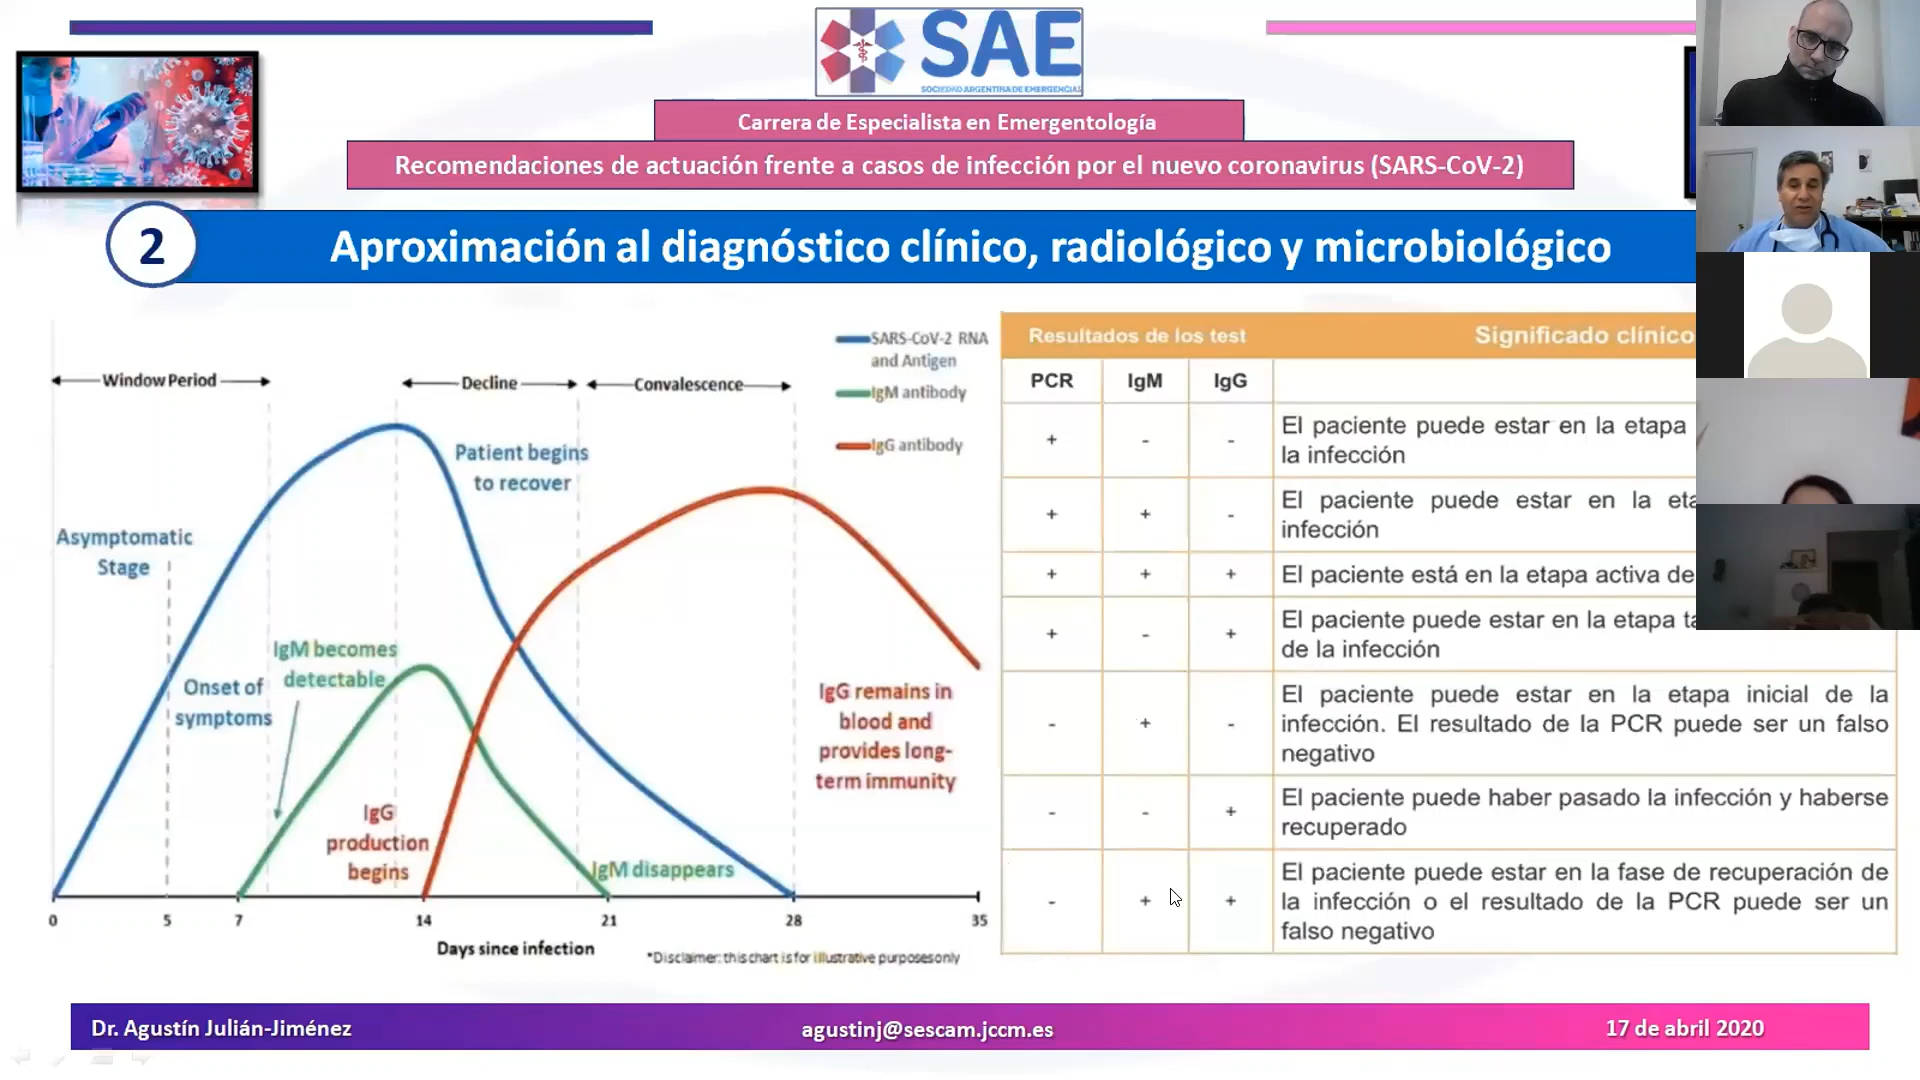 SAE
SOCIEDAD ARGENTINA DE EMERGENCIAS
Carrera de Especialista en Emergentología
Recomendaciones de actuación frente a casos de infección por el nuevo coronavirus (SARS-CoV-2)
2
Aproximación al diagnóstico clínico, radiológico y microbiológico
SARS-CoV-2 RNA
and Antigen
IgM antibody
IgG antibody
Window Period
Decline
Convalescence
Patient begins
to recover
Asymptomatic
Stage
IgM becomes
detectable
Onset of
symptoms
IgG remains in
blood and
provides long-
term immunity
IgG
production
begins
IgM disappears
0 5 7 14 21 28 35
Days since infection
*Disclaimer: this chart is for illustrative purposes only
Resultados de los test Significado clínico
PCR IgM IgG
+ - - El paciente puede estar en la etapa
la infección
+ + - El paciente puede estar en la
infección
+ + + El paciente está en la etapa activa de
+ - + El paciente puede estar en la etapa
de la infección
- + - El paciente puede estar en la etapa inicial de la
infección. El resultado de la PCR puede ser un falso
negativo
- - + El paciente puede haber pasado la infección y haberse
recuperado
- + + El paciente puede estar en la fase de recuperación de
la infección o el resultado de la PCR puede ser un
falso negativo
Dr. Agustín Julián-Jiménez
agustinj@sescam.jccm.es
17 de abril 2020